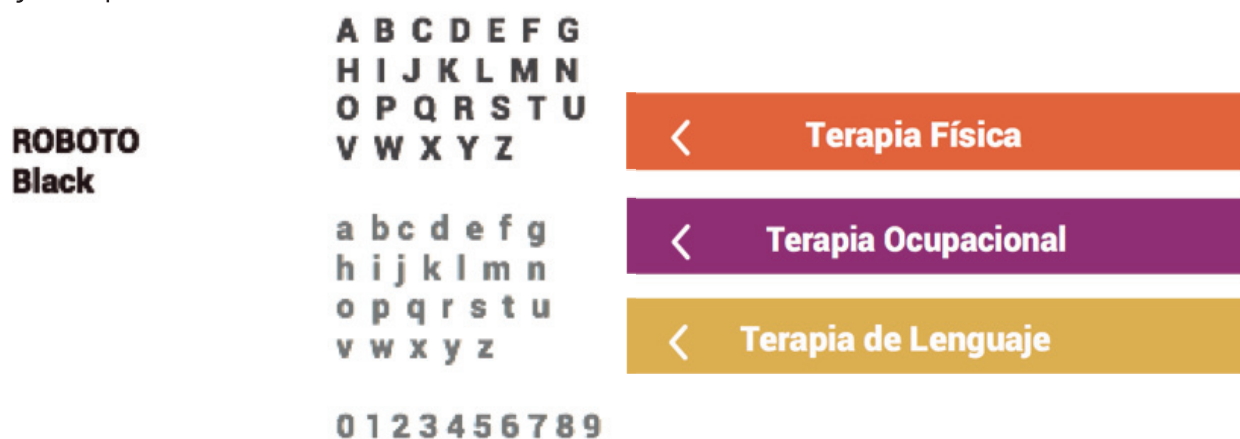 ROBOTO
Black
A B C D E F G
H I J K L M N
O P Q R S T U
V W X Y Z
a b c d e f g
h i j k l m n
o p q r s t u
v w x y z
0 1 2 3 4 5 6 7 8 9
Terapia Física
Terapia Ocupacional
Terapia de Lenguaje